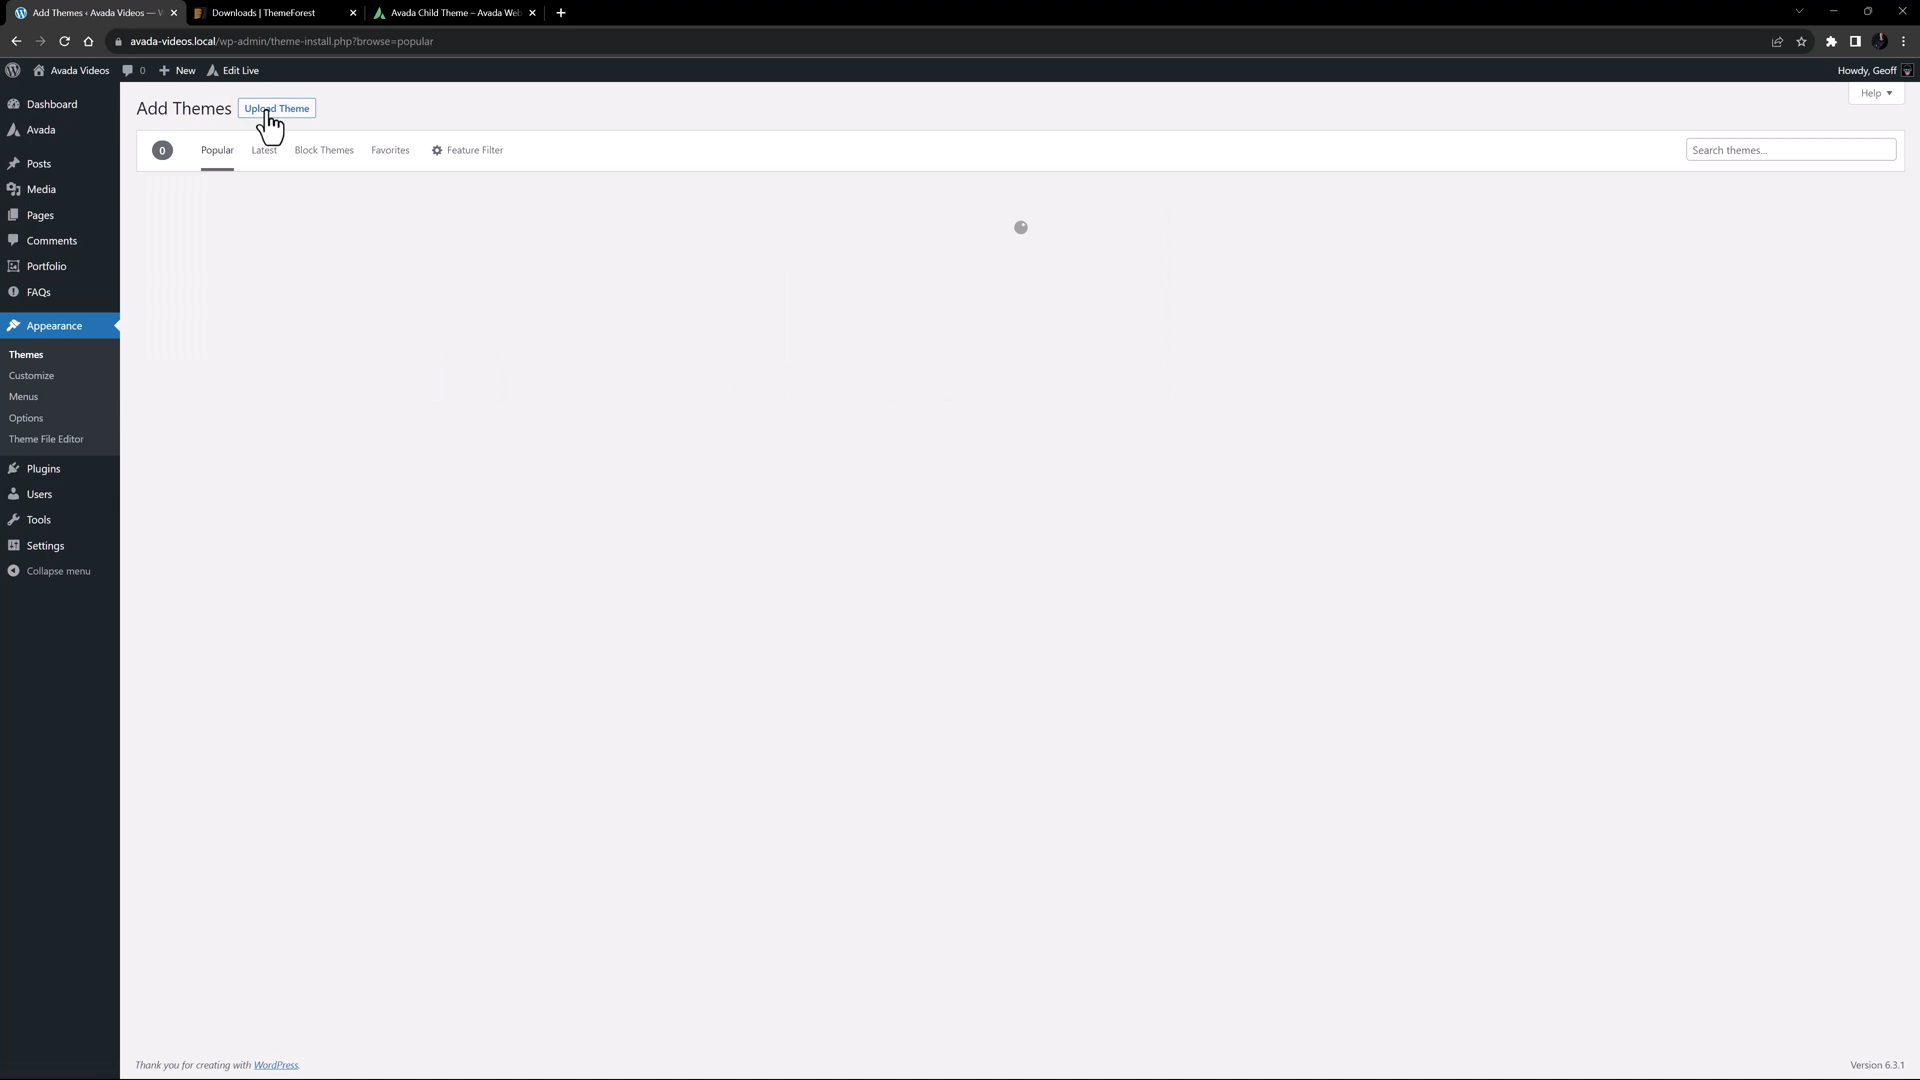 Add Themes ‹ Avada Videos — W
Downloads | ThemeForest
Avada Child Theme – Avada Web
avada-videos.local/wp-admin/theme-install.php?browse=popular
Avada Videos
0
New
Edit Live
Howdy, Geoff
Dashboard
Avada
Posts
Media
Pages
Comments
Portfolio
FAQs
Appearance
Themes
Customize
Menus
Options
Theme File Editor
Plugins
Users
Tools
Settings
Collapse menu
Add Themes
Upload Theme
Help
0
Popular
Latest
Block Themes
Favorites
Feature Filter
Search themes...
Thank you for creating with WordPress.
Version 6.3.1